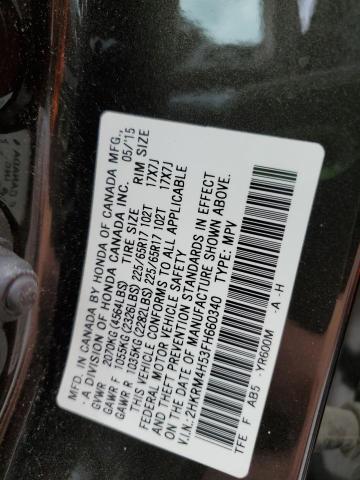 MFD. IN CANADA BY HONDA OF CANADA MFG.,
A DIVISION OF HONDA CANADA INC. 05/'15
GVWR 2070KG (4564LBS) TIRE SIZE RIM SIZE
GAWR F 1055KG (2326LBS) 225/65R17 102T 17X7J
GAWR R 1035KG (2282LBS) 225/65R17 102T 17X7J
THIS VEHICLE CONFORMS TO ALL APPLICABLE
FEDERAL MOTOR VEHICLE SAFETY
AND THEFT PREVENTION STANDARDS IN EFFECT
ON THE DATE OF MANUFACTURE SHOWN ABOVE.
V.I.N.: 2HKRM4H53FH660340 TYPE: MPV
TFE F AB5 -YR600M -A -H